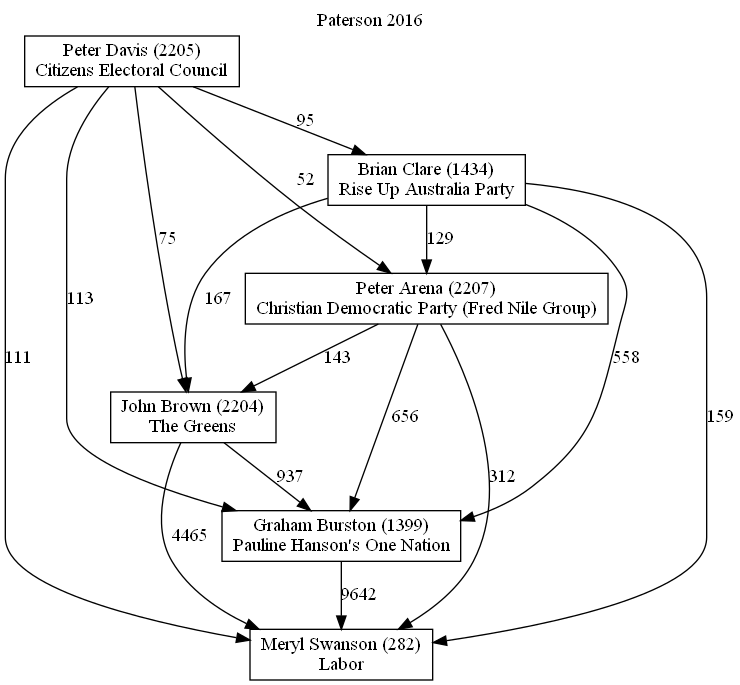 Paterson 2016
Peter Davis (2205)
Citizens Electoral Council
95
Brian Clare (1434)
Rise Up Australia Party
52
75
129
113
167
Peter Arena (2207)
Christian Democratic Party (Fred Nile Group)
111
143
558
159
John Brown (2204)
The Greens
656
937
312
4465
Graham Burston (1399)
Pauline Hanson's One Nation
9642
Meryl Swanson (282)
Labor